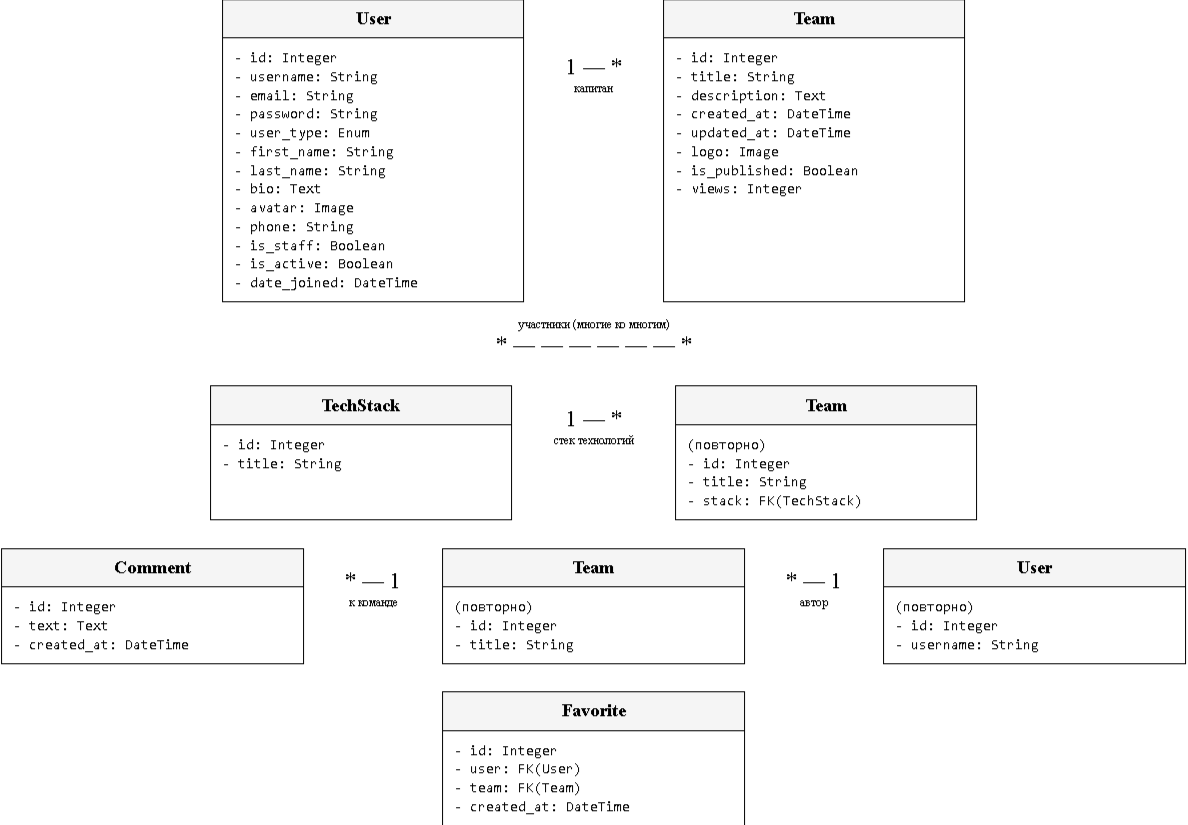 User
- id: Integer
- username: String
- email: String
- password: String
- user_type: Enum
- first_name: String
- last_name: String
- bio: Text
- avatar: Image
- phone: String
- is_staff: Boolean
- is_active: Boolean
- date_joined: DateTime
1 — *
капитан
Team
- id: Integer
- title: String
- description: Text
- created_at: DateTime
- updated_at: DateTime
- logo: Image
- is_published: Boolean
- views: Integer
участники (многие ко многим)
* — — — — — — *
TechStack
- id: Integer
- title: String
1 — *
стек технологий
Team
(повторно)
- id: Integer
- title: String
- stack: FK(TechStack)
Comment
- id: Integer
- text: Text
- created_at: DateTime
* — 1
к команде
Team
(повторно)
- id: Integer
- title: String
* — 1
автор
User
(повторно)
- id: Integer
- username: String
Favorite
- id: Integer
- user: FK(User)
- team: FK(Team)
- created_at: DateTime